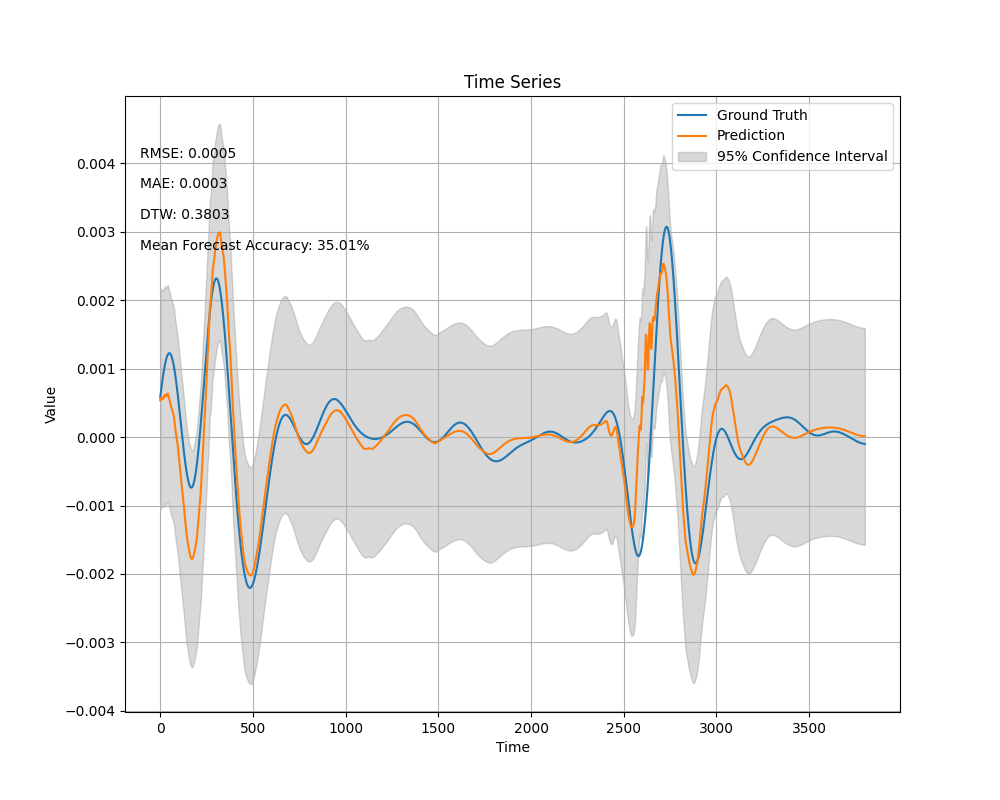 Time Series
Ground Truth
Prediction
95% Confidence Interval
RMSE: 0.0005
MAE: 0.0003
DTW: 0.3803
Mean Forecast Accuracy: 35.01%
Value
0.004
0.003
0.002
0.001
0.000
−0.001
−0.002
−0.003
−0.004
0 500 1000 1500 2000 2500 3000 3500
Time